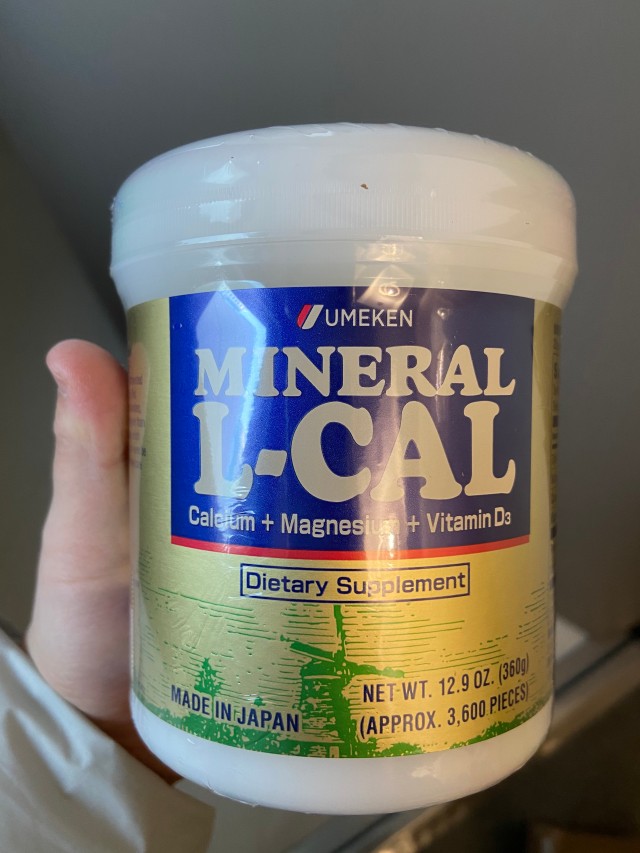 UMEKEN
MINERAL
L-CAL
Calcium + Magnesium + Vitamin D3
Dietary Supplement
MADE IN JAPAN
NET WT. 12.9 OZ. (360g)
(APPROX. 3,600 PIECES)